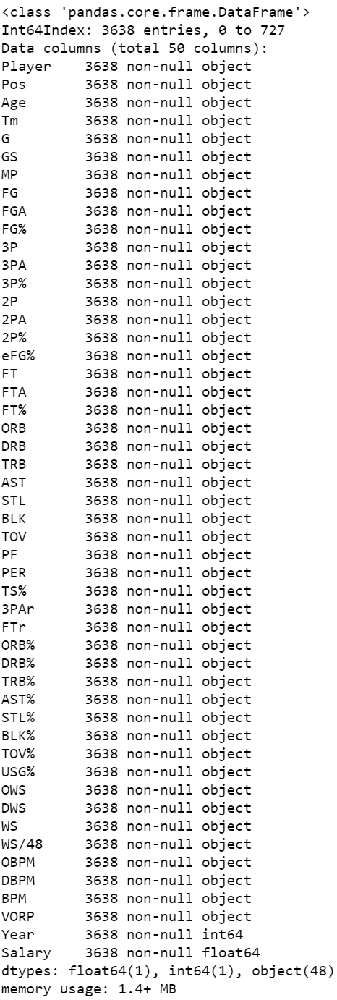 <class 'pandas.core.frame.DataFrame'>
Int64Index: 3638 entries, 0 to 727
Data columns (total 50 columns):
Player    3638 non-null object
Pos       3638 non-null object
Age       3638 non-null object
Tm        3638 non-null object
G         3638 non-null object
GS        3638 non-null object
MP        3638 non-null object
FG        3638 non-null object
FGA       3638 non-null object
FG%       3638 non-null object
3P        3638 non-null object
3PA       3638 non-null object
3P%       3638 non-null object
2P        3638 non-null object
2PA       3638 non-null object
2P%       3638 non-null object
eFG%      3638 non-null object
FT        3638 non-null object
FTA       3638 non-null object
FT%       3638 non-null object
ORB       3638 non-null object
DRB       3638 non-null object
TRB       3638 non-null object
AST       3638 non-null object
STL       3638 non-null object
BLK       3638 non-null object
TOV       3638 non-null object
PF        3638 non-null object
PER       3638 non-null object
TS%       3638 non-null object
3PAr      3638 non-null object
FTr       3638 non-null object
ORB%      3638 non-null object
DRB%      3638 non-null object
TRB%      3638 non-null object
AST%      3638 non-null object
STL%      3638 non-null object
BLK%      3638 non-null object
TOV%      3638 non-null object
USG%      3638 non-null object
OWS       3638 non-null object
DWS       3638 non-null object
WS        3638 non-null object
WS/48     3638 non-null object
OBPM      3638 non-null object
DBPM      3638 non-null object
BPM       3638 non-null object
VORP      3638 non-null object
Year      3638 non-null int64
Salary    3638 non-null float64
dtypes: float64(1), int64(1), object(48)
memory usage: 1.4+ MB